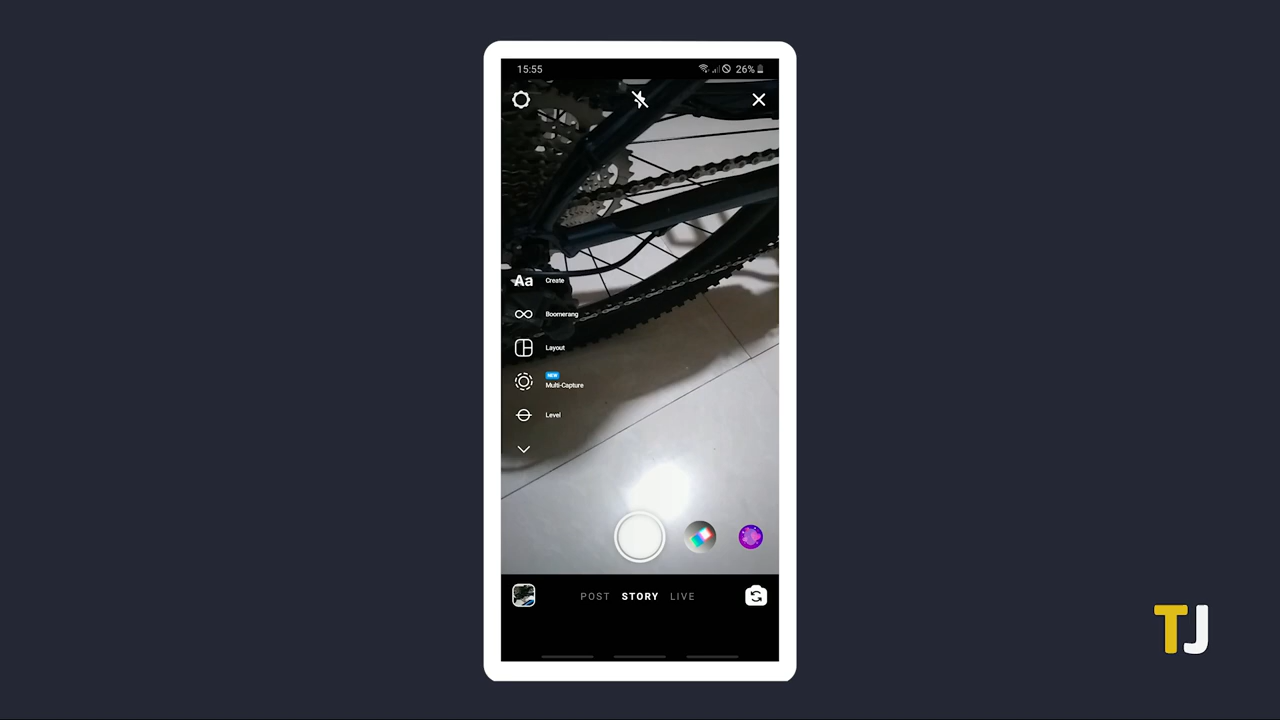 15:55
26%
Aa Create
Boomerang
Layout
NEW
Multi-Capture
Level
POST STORY LIVE
TJ